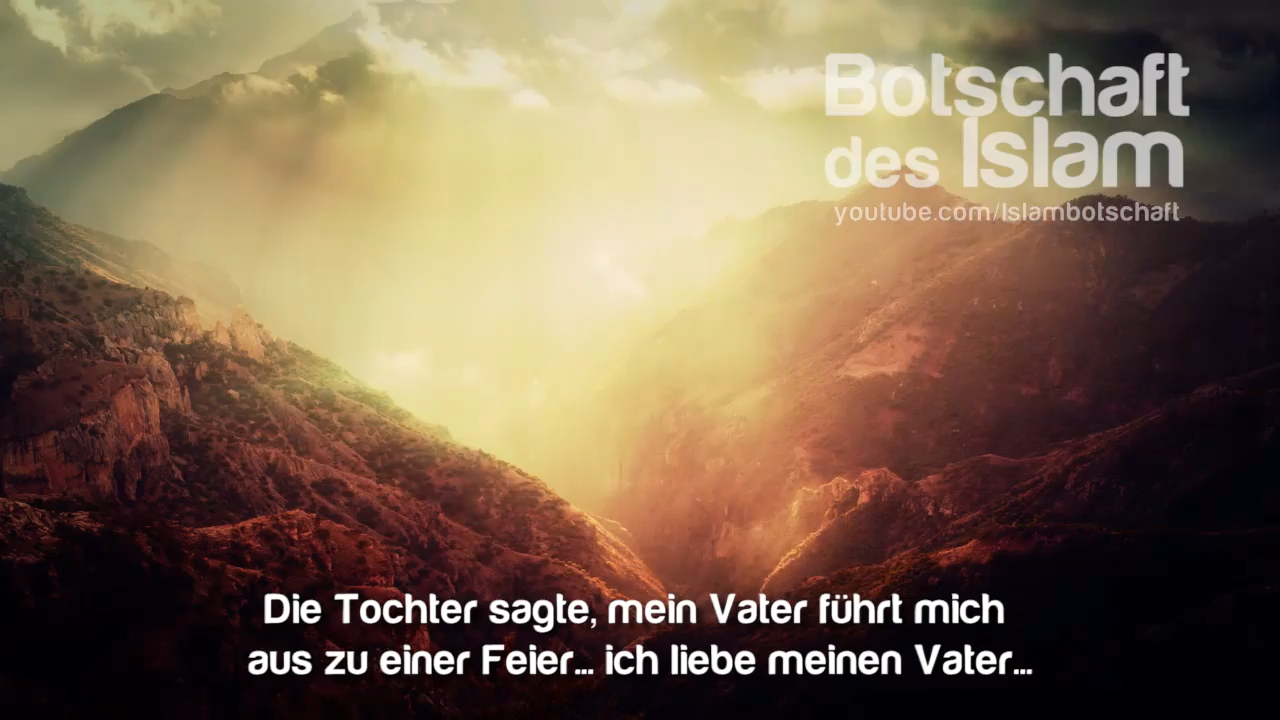 Botschaft
des Islam
youtube.com/Islambotschaft
Die Tochter sagte, mein Vater führt mich
aus zu einer Feier... ich liebe meinen Vater...